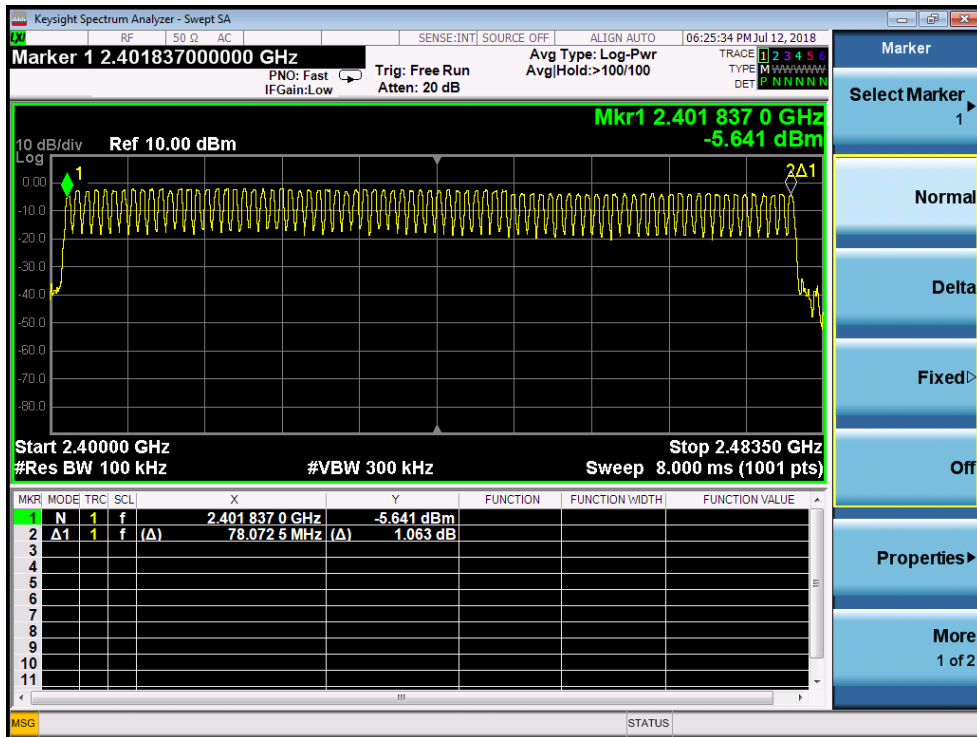 Keysight Spectrum Analyzer - Swept SA
LXI RF 50 Ω AC SENSE:INT SOURCE OFF ALIGN AUTO 06:25:34 PM Jul 12, 2018
Marker 1 2.401837000000 GHz
PNO: Fast
IFGain:Low
Trig: Free Run
Atten: 20 dB
Avg Type: Log-Pwr
Avg|Hold:>100/100
TRACE 1 2 3 4 5 6
TYPE M W W W W W
DET P N N N N N
Mkr1 2.401 837 0 GHz
-5.641 dBm
10 dB/div Ref 10.00 dBm
Log
1
2Δ1
0.00
-10.0
-20.0
-30.0
-40.0
-50.0
-60.0
-70.0
-80.0
Start 2.40000 GHz Stop 2.48350 GHz
#Res BW 100 kHz #VBW 300 kHz Sweep 8.000 ms (1001 pts)
MKR MODE TRC SCL X Y FUNCTION FUNCTION WIDTH FUNCTION VALUE
1 N 1 f 2.401 837 0 GHz -5.641 dBm
2 Δ1 1 f (Δ) 78.072 5 MHz (Δ) 1.063 dB
3
4
5
6
7
8
9
10
11
MSG STATUS
Marker
Select Marker
1
Normal
Delta
Fixed
Off
Properties
More
1 of 2